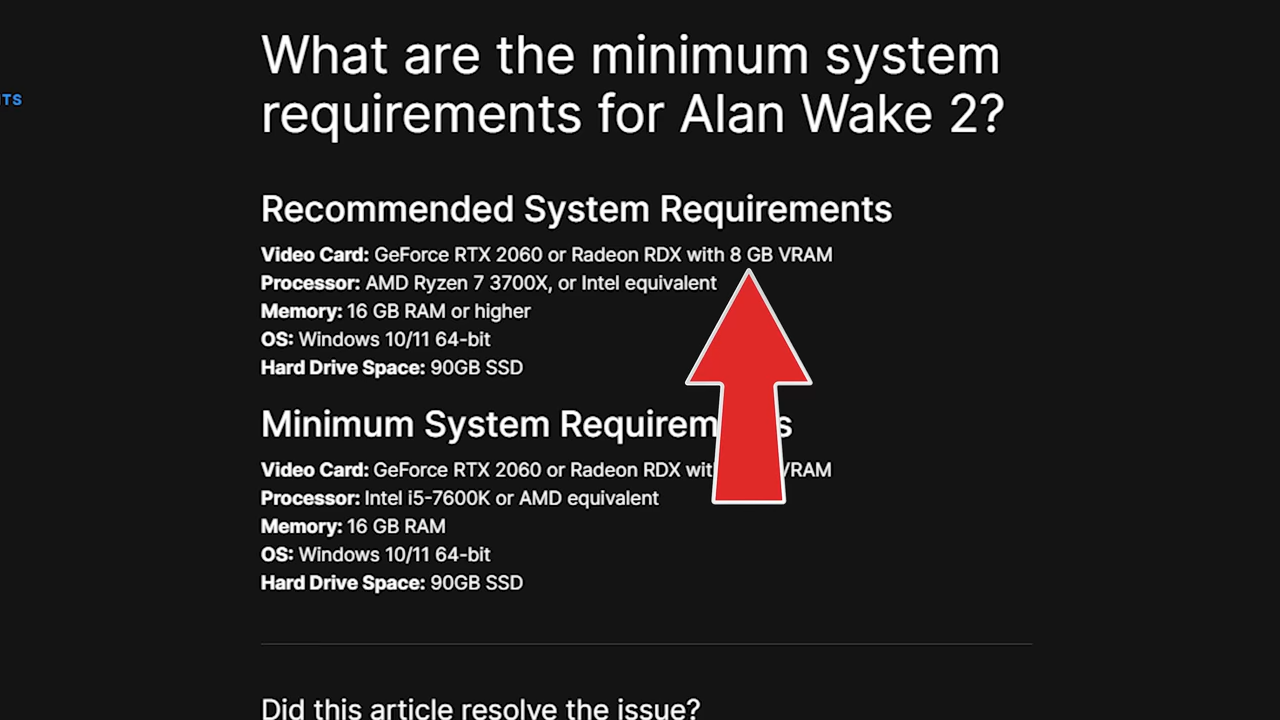 What are the minimum system
requirements for Alan Wake 2?
TS
Recommended System Requirements
Video Card: GeForce RTX 2060 or Radeon RDX with 8 GB VRAM
Processor: AMD Ryzen 7 3700X, or Intel equivalent
Memory: 16 GB RAM or higher
OS: Windows 10/11 64-bit
Hard Drive Space: 90GB SSD
Minimum System Requirem s
Video Card: GeForce RTX 2060 or Radeon RDX wit VRAM
Processor: Intel i5-7600K or AMD equivalent
Memory: 16 GB RAM
OS: Windows 10/11 64-bit
Hard Drive Space: 90GB SSD
Did this article resolve the issue?